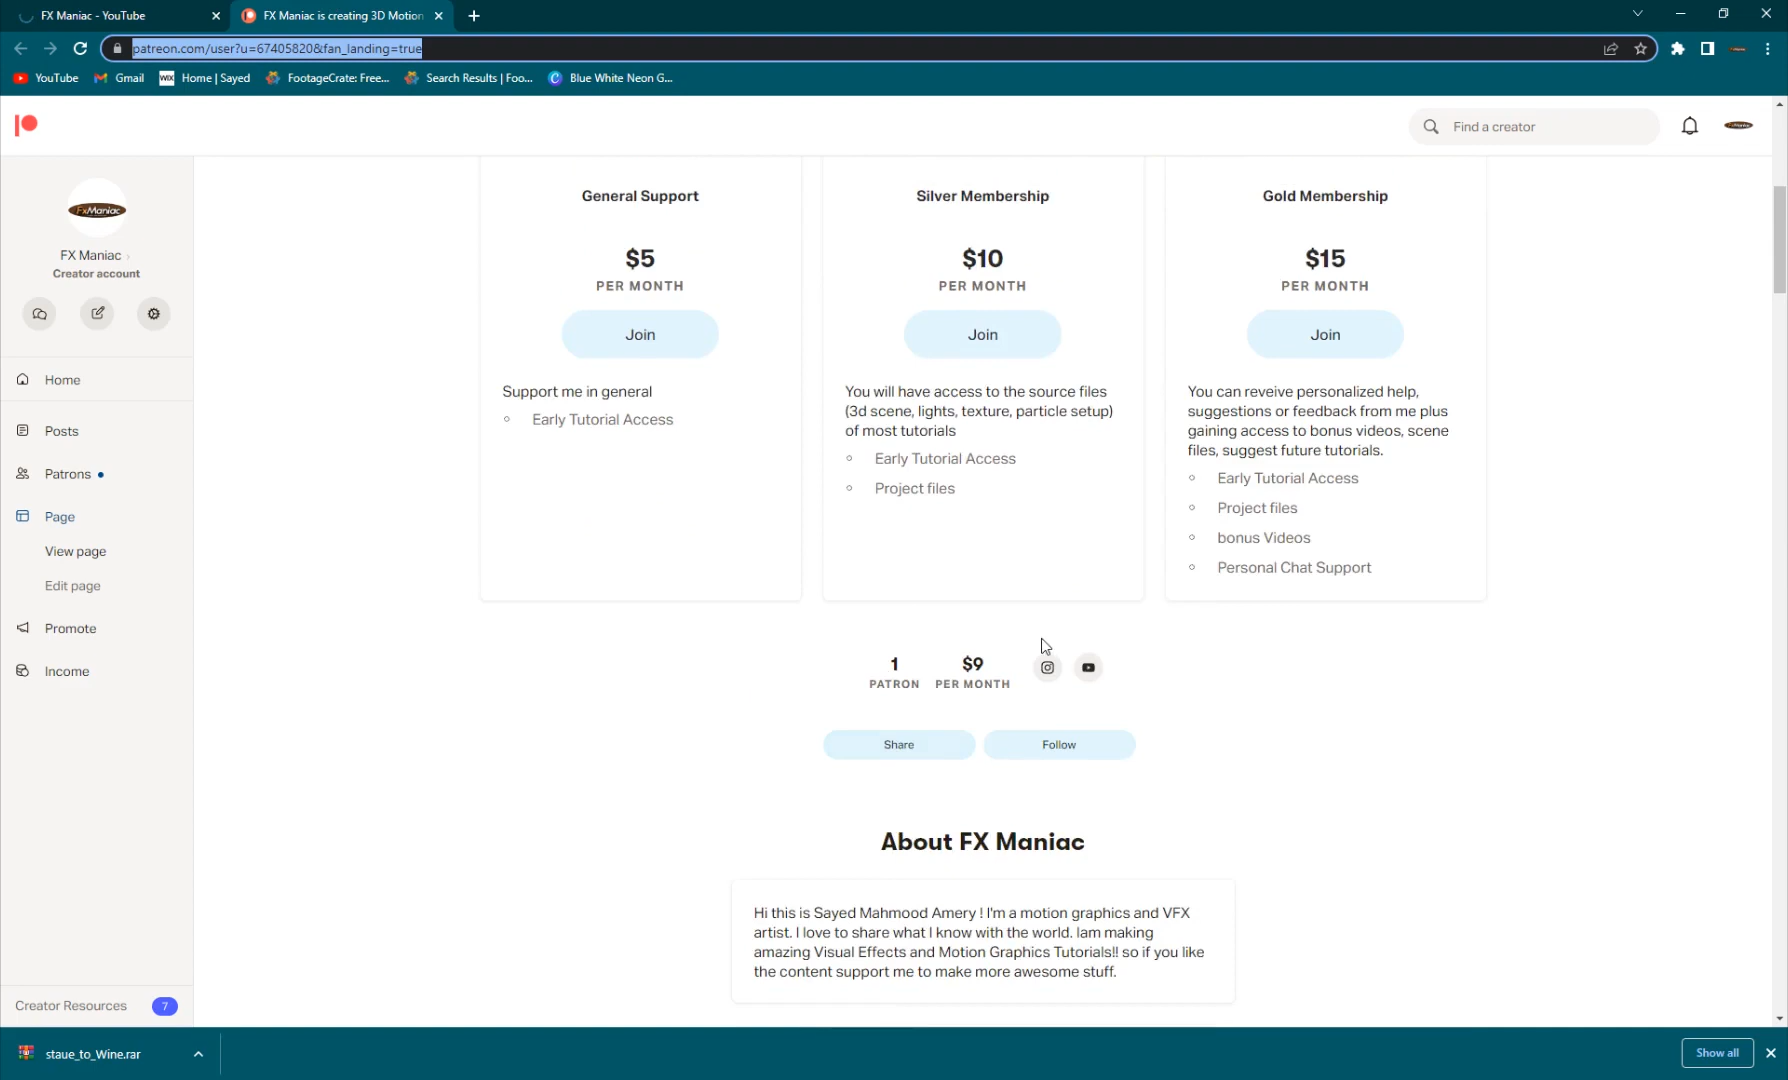 FX Maniac - YouTube
FX Maniac is creating 3D Motion
patreon.com/user?u=67405820&fan_landing=true
YouTube
Gmail
WIX Home | Sayed
FootageCrate: Free...
Search Results | Foo...
Blue White Neon G...
Find a creator
FxManiac
FX Maniac
Creator account
Home
Posts
Patrons
Page
View page
Edit page
Promote
Income
Creator Resources 7
General Support
$5
PER MONTH
Join
Support me in general
Early Tutorial Access
Silver Membership
$10
PER MONTH
Join
You will have access to the source files
(3d scene, lights, texture, particle setup)
of most tutorials
Early Tutorial Access
Project files
Gold Membership
$15
PER MONTH
Join
You can reveive personalized help,
suggestions or feedback from me plus
gaining access to bonus videos, scene
files, suggest future tutorials.
Early Tutorial Access
Project files
bonus Videos
Personal Chat Support
1
PATRON
$9
PER MONTH
Share
Follow
About FX Maniac
Hi this is Sayed Mahmood Amery ! I'm a motion graphics and VFX
artist. I love to share what I know with the world. Iam making
amazing Visual Effects and Motion Graphics Tutorials!! so if you like
the content support me to make more awesome stuff.
staue_to_Wine.rar
Show all